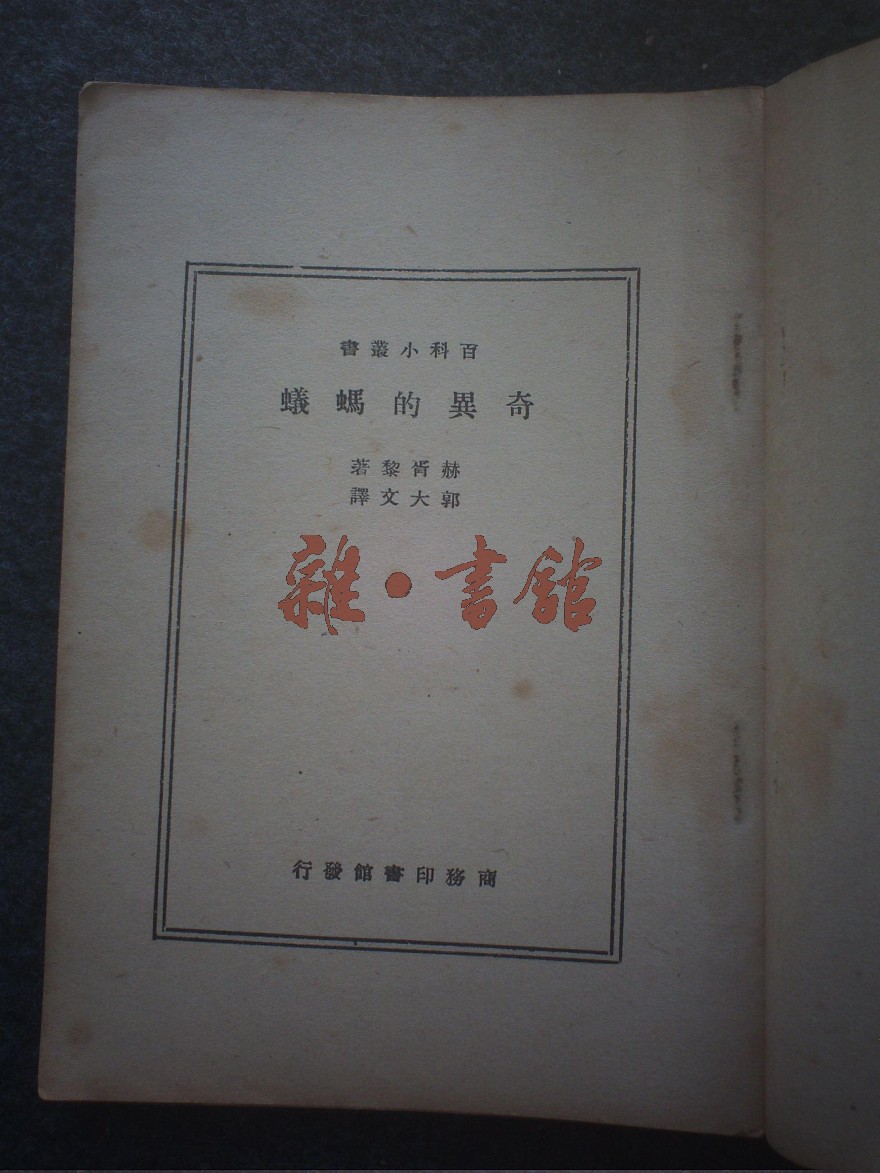 百科小叢書
奇異的螞蟻
赫胥黎著
郭大文譯
雜·書館
商務印書館發行